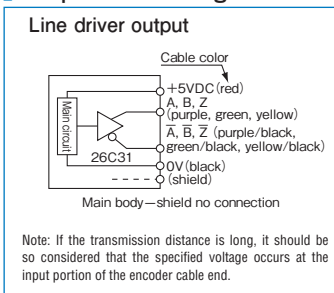 Line driver output
Cable color
+5VDC(red)
A, B, Z
(purple, green, yellow)
A̅, B̅, Z̅ (purple/black,
green/black, yellow/black)
Main circuit
26C31
0V(black)
(shield)
Main body—shield no connection
Note: If the transmission distance is long, it should be
so considered that the specified voltage occurs at the
input portion of the encoder cable end.